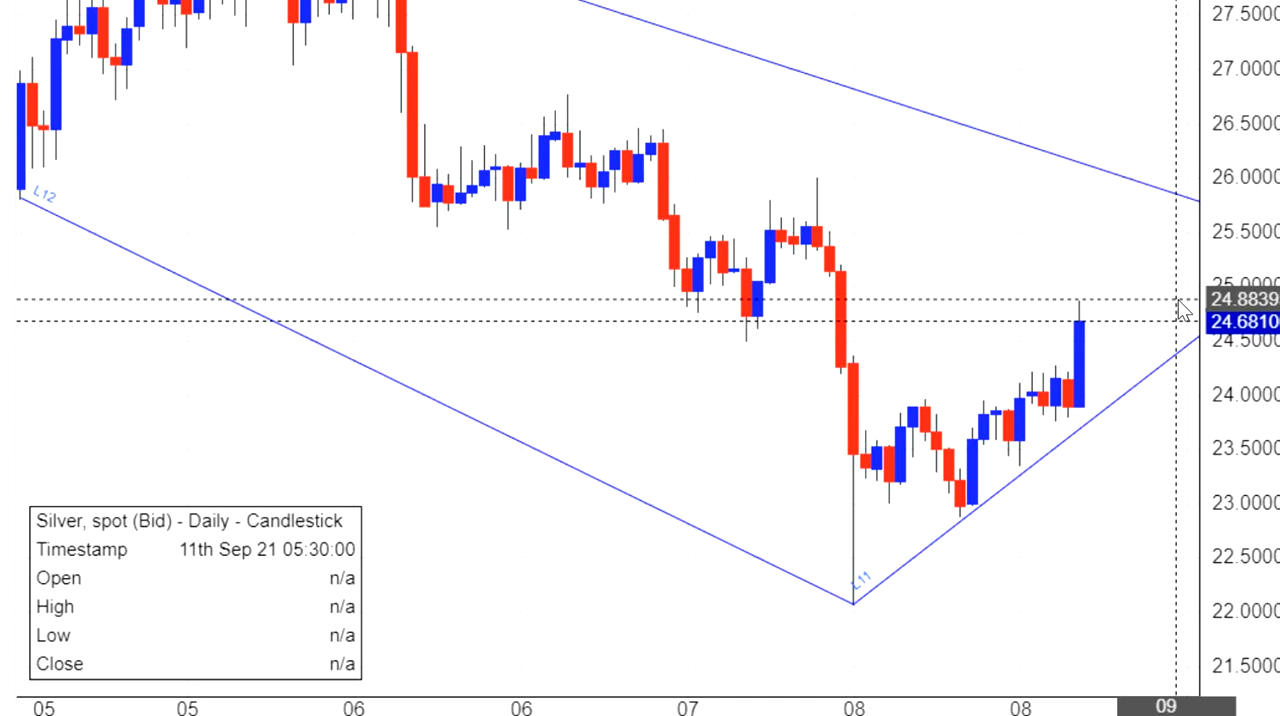 27.5000
27.0000
26.5000
26.0000
25.5000
25.0000
24.8839
24.6810
24.5000
24.0000
23.5000
23.0000
22.5000
22.0000
21.5000
L12
L11
Silver, spot (Bid) - Daily - Candlestick
Timestamp 11th Sep 21 05:30:00
Open n/a
High n/a
Low n/a
Close n/a
05 05 06 06 07 08 08 09